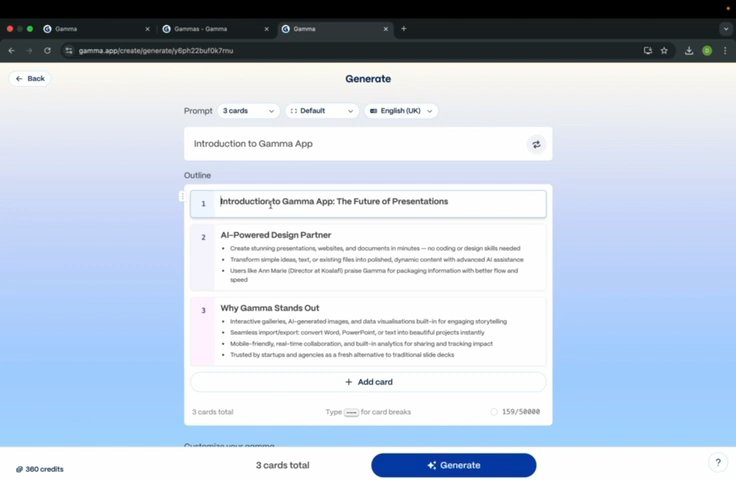 Gamma
Gammas - Gamma
Gamma
gamma.app/create/generate/y6ph22buf0k7rnu
Back
Generate
Prompt 3 cards Default English (UK)
Introduction to Gamma App
Outline
1 Introduction to Gamma App: The Future of Presentations
2 AI-Powered Design Partner
• Create stunning presentations, websites, and documents in minutes — no coding or design skills needed
• Transform simple ideas, text, or existing files into polished, dynamic content with advanced AI assistance
• Users like Ann Marie (Director at Koalafi) praise Gamma for packaging information with better flow and
speed
3 Why Gamma Stands Out
• Interactive galleries, AI-generated images, and data visualisations built-in for engaging storytelling
• Seamless import/export: convert Word, PowerPoint, or text into beautiful projects instantly
• Mobile-friendly, real-time collaboration, and built-in analytics for sharing and tracking impact
• Trusted by startups and agencies as a fresh alternative to traditional slide decks
+ Add card
3 cards total Type --- for card breaks 159/50000
Customize your gamma
360 credits 3 cards total Generate ?